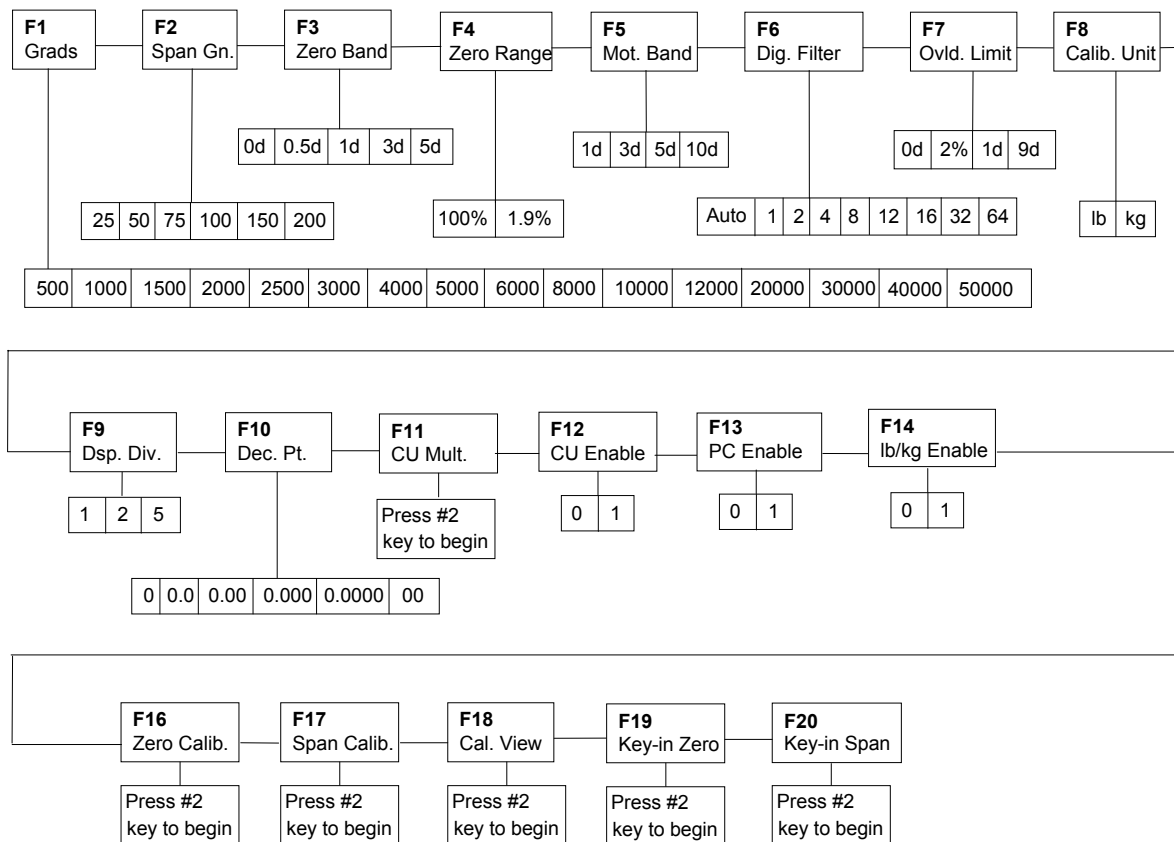 F1
Grads
F2
Span Gn.
F3
Zero Band
F4
Zero Range
F5
Mot. Band
F6
Dig. Filter
F7
Ovld. Limit
F8
Calib. Unit
0d 0.5d 1d 3d 5d
1d 3d 5d 10d
0d 2% 1d 9d
25 50 75 100 150 200
100% 1.9%
Auto 1 2 4 8 12 16 32 64
lb kg
500 1000 1500 2000 2500 3000 4000 5000 6000 8000 10000 12000 20000 30000 40000 50000
F9
Dsp. Div.
F10
Dec. Pt.
F11
CU Mult.
F12
CU Enable
F13
PC Enable
F14
lb/kg Enable
1 2 5
Press #2
key to begin
0 1
0 1
0 1
0 0.0 0.00 0.000 0.0000 00
F16
Zero Calib.
F17
Span Calib.
F18
Cal. View
F19
Key-in Zero
F20
Key-in Span
Press #2
key to begin
Press #2
key to begin
Press #2
key to begin
Press #2
key to begin
Press #2
key to begin